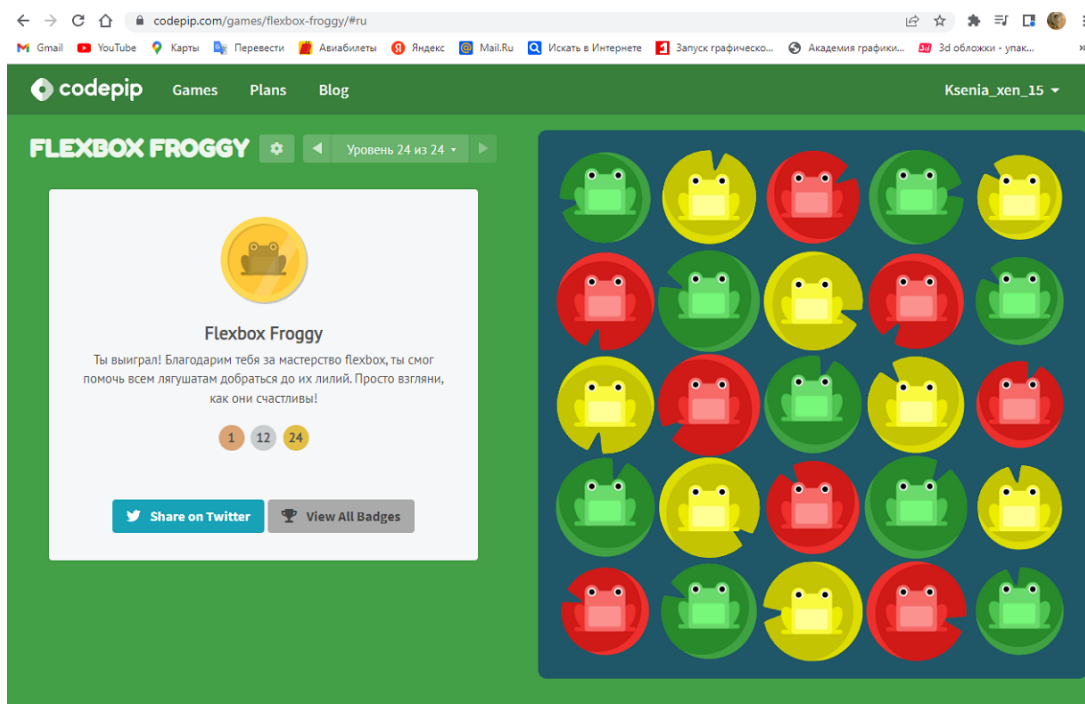 codepip.com/games/flexbox-froggy/#ru
Gmail YouTube Карты Перевести Авиабилеты Яндекс Mail.Ru Искать в Интернете Запуск графическо... Академия график... 3d обложки - упак... »
codepip Games Plans Blog Ksenia_xen_15
FLEXBOX FROGGY Уровень 24 из 24
Flexbox Froggy
Ты выиграл! Благодарим тебя за мастерство flexbox, ты смог
помочь всем лягушатам добраться до их лилий. Просто взгляни,
как они счастливы!
1 12 24
Share on Twitter View All Badges